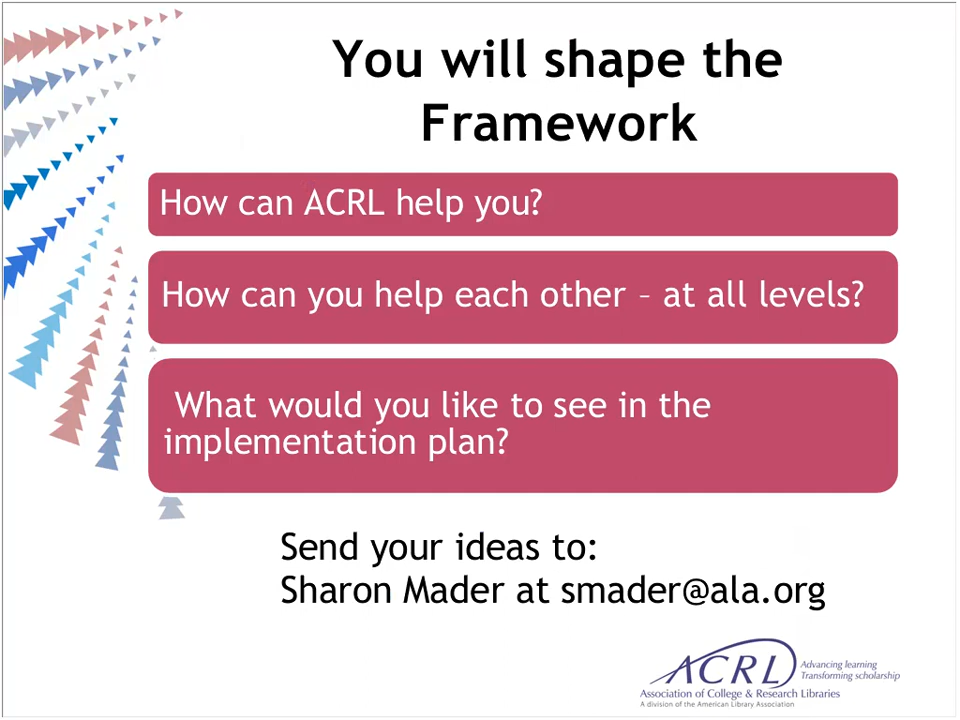 You will shape the
Framework
How can ACRL help you?
How can you help each other – at all levels?
What would you like to see in the
implementation plan?
Send your ideas to:
Sharon Mader at smader@ala.org
ACRL
Advancing learning
Transforming scholarship
Association of College & Research Libraries
A division of the American Library Association